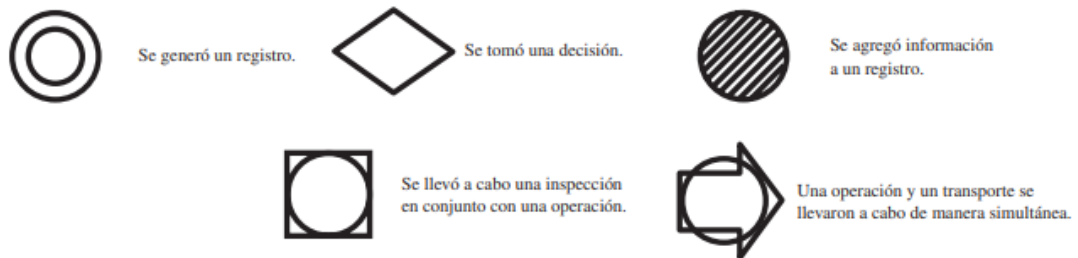 Se generó un registro.
Se tomó una decisión.
Se agregó información
a un registro.
Se llevó a cabo una inspección
en conjunto con una operación.
Una operación y un transporte se
llevaron a cabo de manera simultánea.